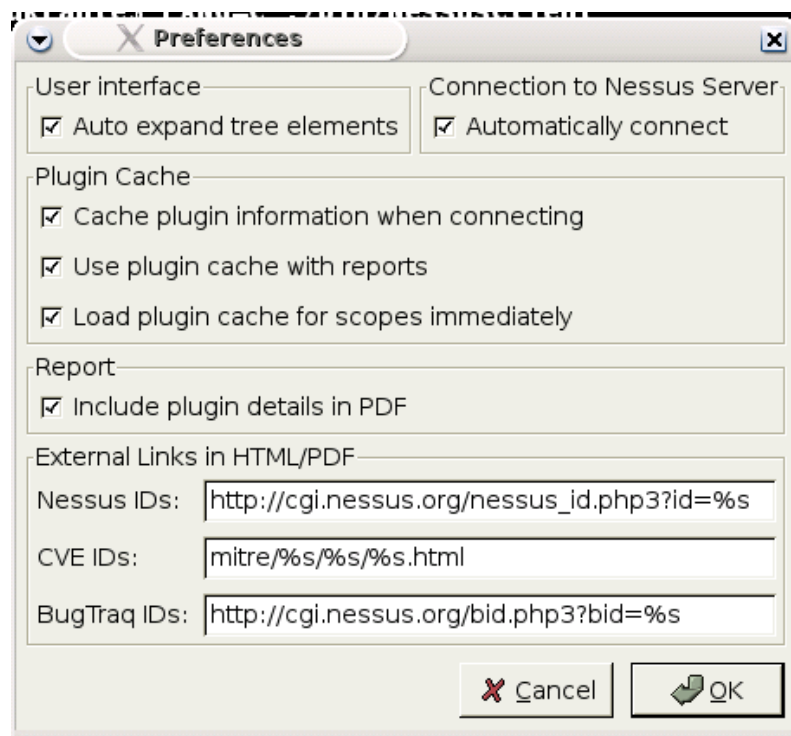 Preferences
User interface
Auto expand tree elements
Connection to Nessus Server
Automatically connect
Plugin Cache
Cache plugin information when connecting
Use plugin cache with reports
Load plugin cache for scopes immediately
Report
Include plugin details in PDF
External Links in HTML/PDF
Nessus IDs: http://cgi.nessus.org/nessus_id.php3?id=%s
CVE IDs: mitre/%s/%s/%s.html
BugTraq IDs: http://cgi.nessus.org/bid.php3?bid=%s
Cancel OK